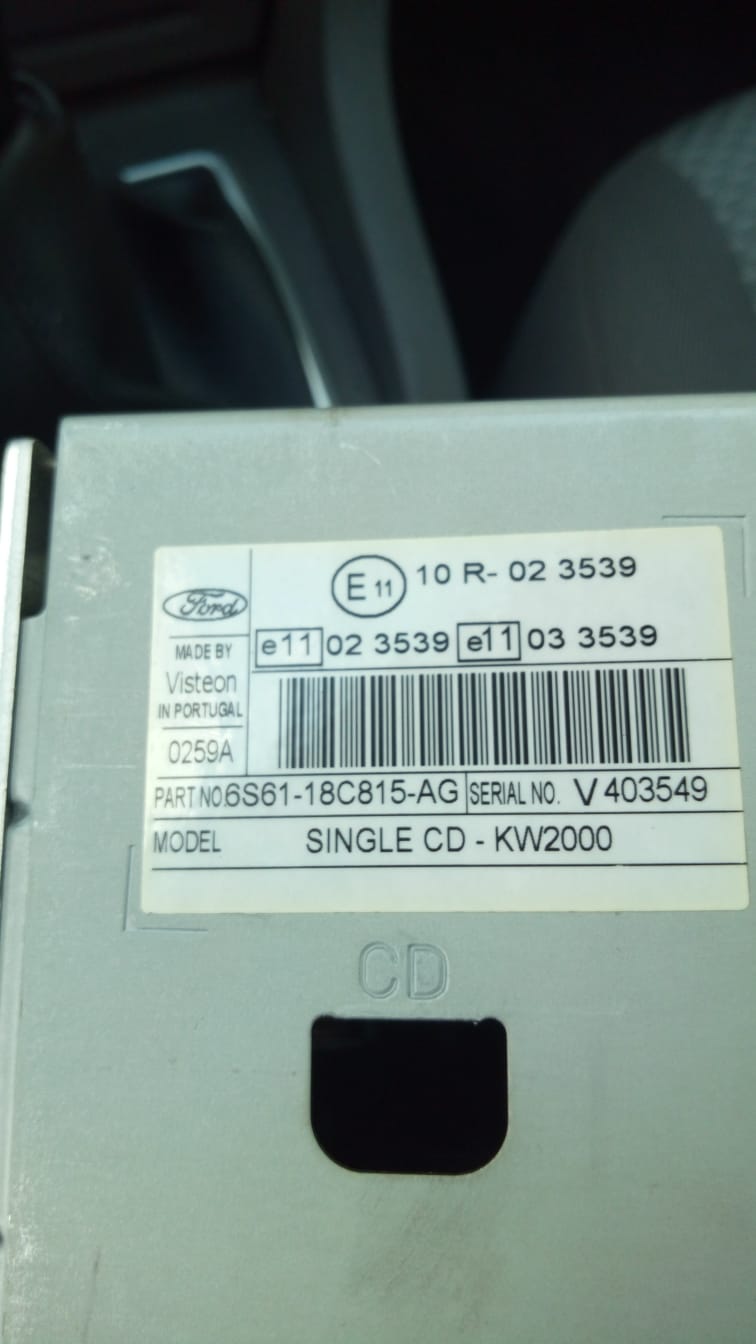 E 11 10 R- 02 3539
Ford
e11 02 3539 e11 03 3539
MADE BY
Visteon
IN PORTUGAL
0259A
PART NO. 6S61-18C815-AG SERIAL NO. V 403549
MODEL SINGLE CD - KW2000
CD